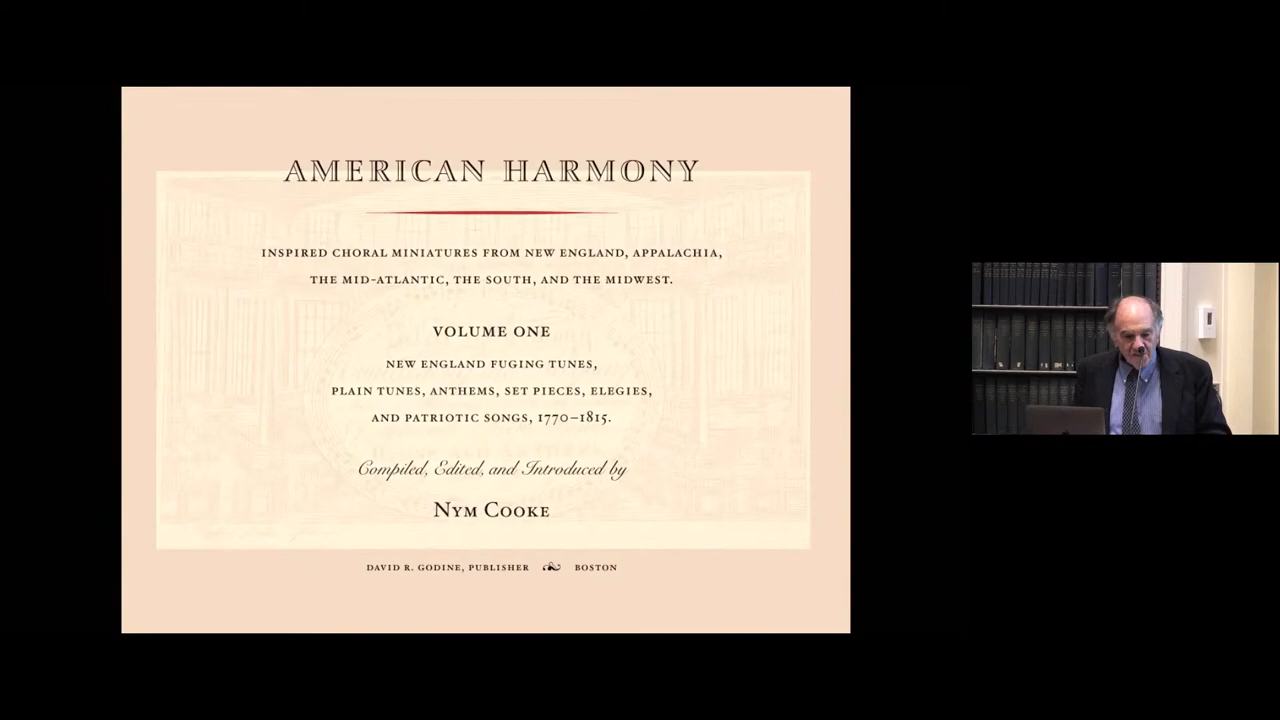 AMERICAN HARMONY
INSPIRED CHORAL MINIATURES FROM NEW ENGLAND, APPALACHIA,
THE MID-ATLANTIC, THE SOUTH, AND THE MIDWEST.
VOLUME ONE
NEW ENGLAND FUGING TUNES,
PLAIN TUNES, ANTHEMS, SET PIECES, ELEGIES,
AND PATRIOTIC SONGS, 1770–1815.
Compiled, Edited, and Introduced by
NYM COOKE
DAVID R. GODINE, PUBLISHER BOSTON